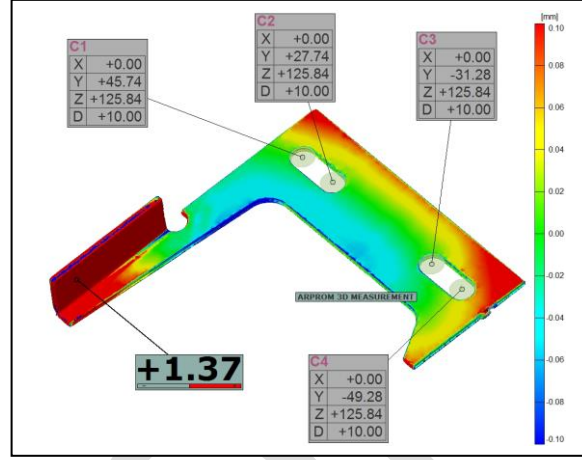 [mm]
0.10
0.08
0.06
0.04
0.02
0.00
-0.02
-0.04
-0.06
-0.08
-0.10
C1
X +0.00
Y +45.74
Z +125.84
D +10.00
C2
X +0.00
Y +27.74
Z +125.84
D +10.00
C3
X +0.00
Y -31.28
Z +125.84
D +10.00
ARPROM 3D MEASUREMENT
+1.37
C4
X +0.00
Y -49.28
Z +125.84
D +10.00